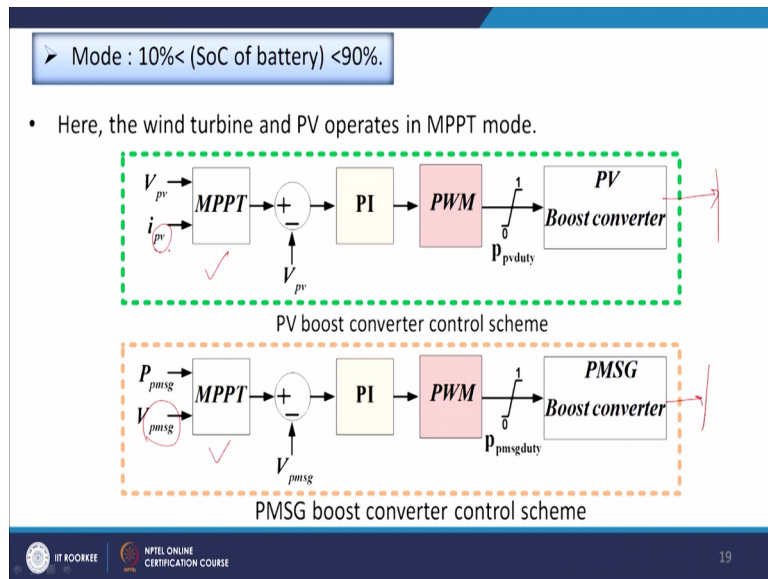 ➢ Mode : 10%< (SoC of battery) <90%.
• Here, the wind turbine and PV operates in MPPT mode.
V pv
i pv
MPPT
+
−
V pv
PI
PWM
1
0
P pvduty
PV
Boost converter
PV boost converter control scheme
P pmsg
V pmsg
MPPT
+
−
V pmsg
PI
PWM
1
0
P pmsgduty
PMSG
Boost converter
PMSG boost converter control scheme
IIT ROORKEE
NPTEL ONLINE
CERTIFICATION COURSE
19